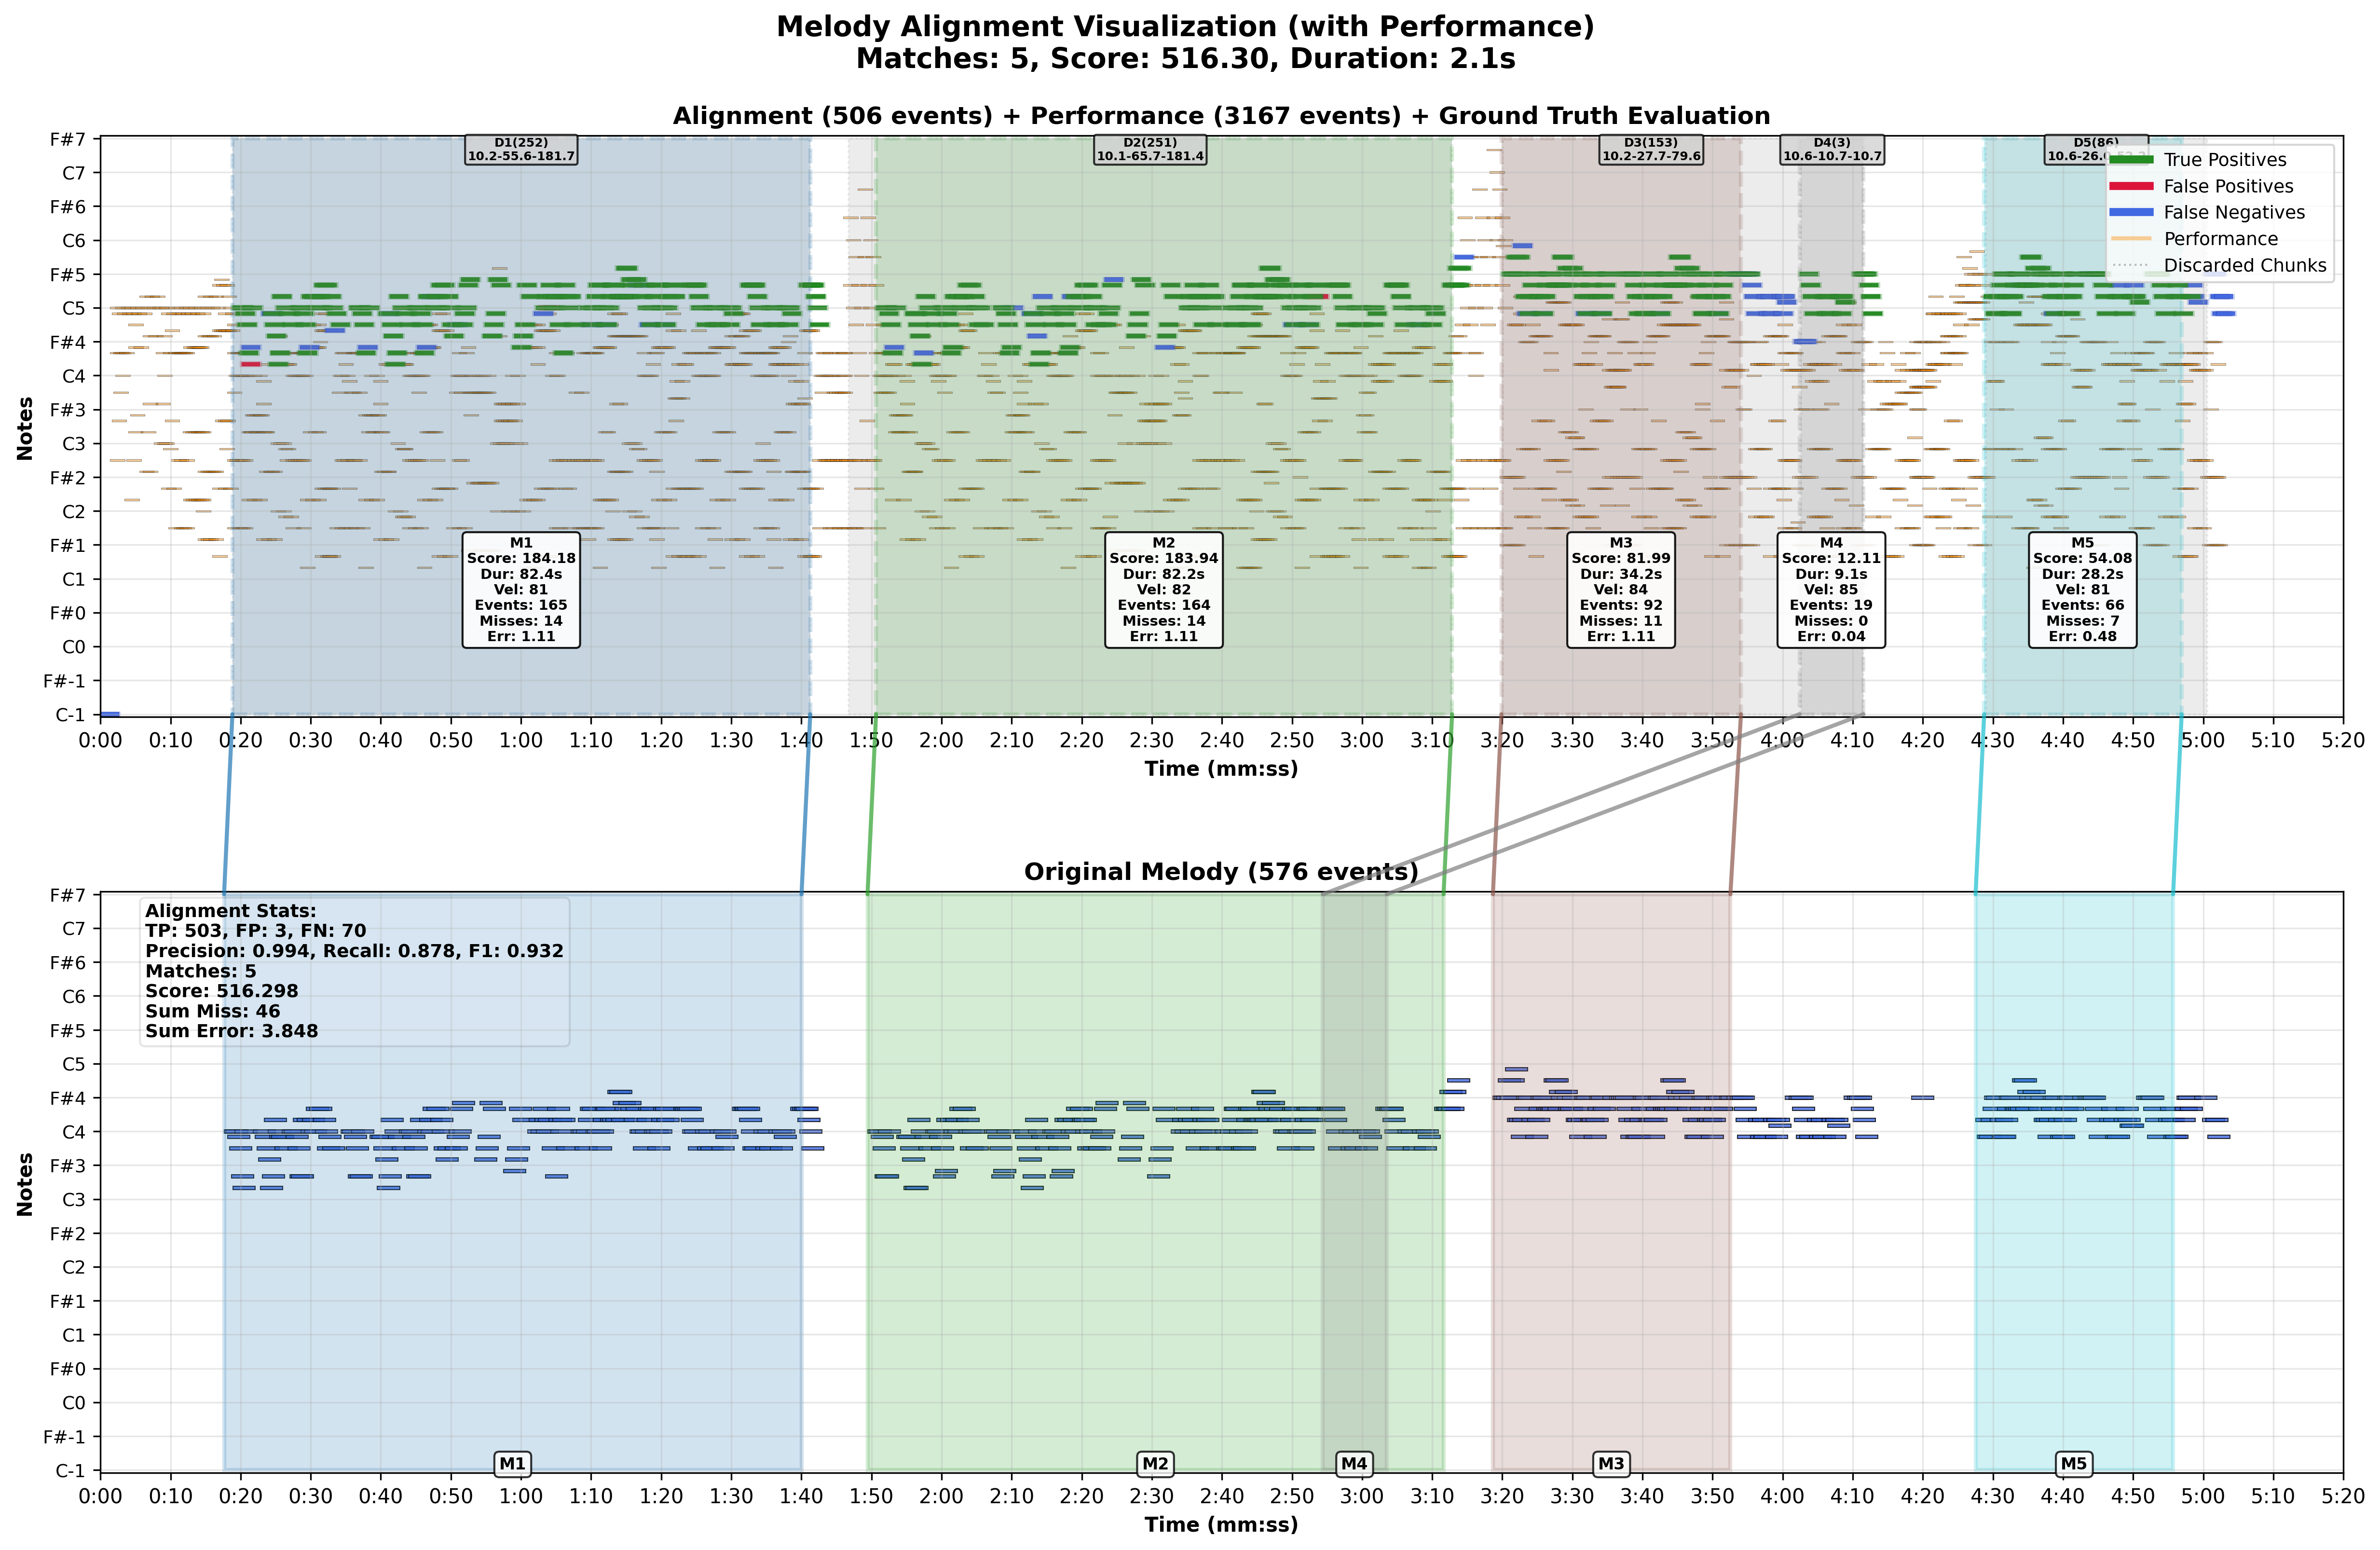 Melody Alignment Visualization (with Performance)
Matches: 5, Score: 516.30, Duration: 2.1s
Alignment (506 events) + Performance (3167 events) + Ground Truth Evaluation
Notes
F#7
C7
F#6
C6
F#5
C5
F#4
C4
F#3
C3
F#2
C2
F#1
C1
F#0
C0
F#-1
C-1
D1(252)
10.2-55.6-181.7
D2(251)
10.1-65.7-181.4
D3(153)
10.2-27.7-79.6
D4(3)
10.6-10.7-10.7
D5(86)
True Positives
False Positives
False Negatives
Performance
Discarded Chunks
M1
Score: 184.18
Dur: 82.4s
Vel: 81
Events: 165
Misses: 14
Err: 1.11
M2
Score: 183.94
Dur: 82.2s
Vel: 82
Events: 164
Misses: 14
Err: 1.11
M3
Score: 81.99
Dur: 34.2s
Vel: 84
Events: 92
Misses: 11
Err: 1.11
M4
Score: 12.11
Dur: 9.1s
Vel: 85
Events: 19
Misses: 0
Err: 0.04
M5
Score: 54.08
Dur: 28.2s
Vel: 81
Events: 66
Misses: 7
Err: 0.48
0:00 0:10 0:20 0:30 0:40 0:50 1:00 1:10 1:20 1:30 1:40 1:50 2:00 2:10 2:20 2:30 2:40 2:50 3:00 3:10 3:20 3:30 3:40 3:50 4:00 4:10 4:20 4:30 4:40 4:50 5:00 5:10 5:20
Time (mm:ss)
Original Melody (576 events)
Notes
F#7
C7
F#6
C6
F#5
C5
F#4
C4
F#3
C3
F#2
C2
F#1
C1
F#0
C0
F#-1
C-1
Alignment Stats:
TP: 503, FP: 3, FN: 70
Precision: 0.994, Recall: 0.878, F1: 0.932
Matches: 5
Score: 516.298
Sum Miss: 46
Sum Error: 3.848
M1
M2
M4
M3
M5
0:00 0:10 0:20 0:30 0:40 0:50 1:00 1:10 1:20 1:30 1:40 1:50 2:00 2:10 2:20 2:30 2:40 2:50 3:00 3:10 3:20 3:30 3:40 3:50 4:00 4:10 4:20 4:30 4:40 4:50 5:00 5:10 5:20
Time (mm:ss)